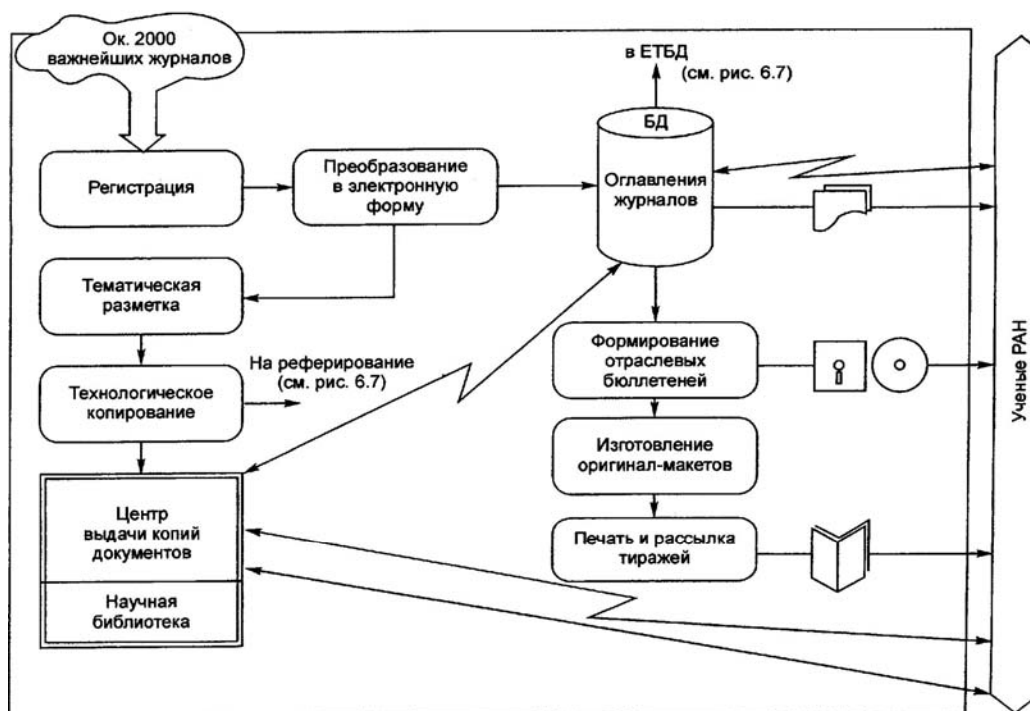 Ок. 2000
важнейших журналов
в ЕТБД
(см. рис. 6.7)
БД
Оглавления
журналов
Регистрация
Преобразование
в электронную
форму
Тематическая
разметка
Технологическое
копирование
На реферирование
(см. рис. 6.7)
Формирование
отраслевых
бюллетеней
Изготовление
оригинал-макетов
Печать и рассылка
тиражей
Центр
выдачи копий
документов
Научная
библиотека
Ученые РАН